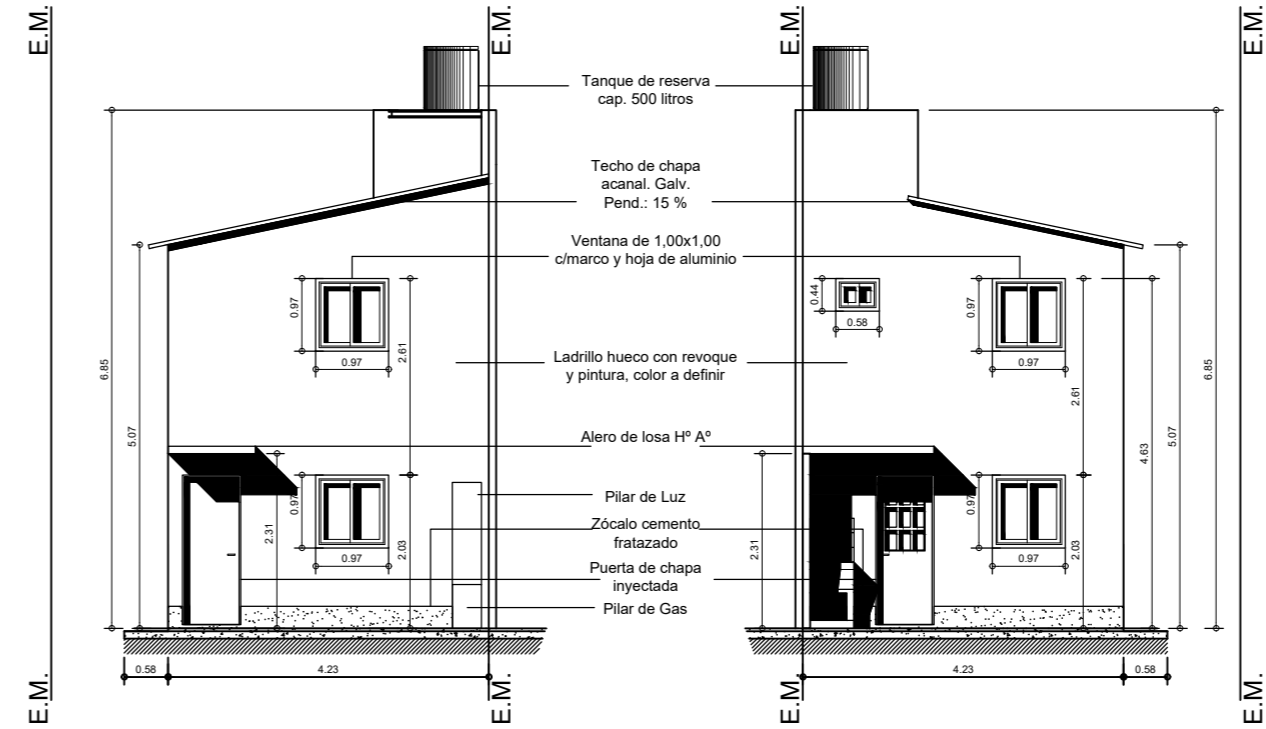 E.M.
E.M.
E.M.
E.M.
Tanque de reserva
cap. 500 litros
Techo de chapa
acanal. Galv.
Pend.: 15 %
Ventana de 1,00x1,00
c/marco y hoja de aluminio
Ladrillo hueco con revoque
y pintura, color a definir
Alero de losa Hº Aº
Pilar de Luz
Zócalo cemento
fratazado
Puerta de chapa
inyectada
Pilar de Gas
6.85
5.07
0.97
0.97
2.61
2.31
0.97
0.97
2.03
0.58
4.23
0.44
0.58
0.97
0.97
2.61
4.63
5.07
6.85
2.31
0.97
0.97
2.03
4.23
0.58
E.M.
E.M.
E.M.
E.M.